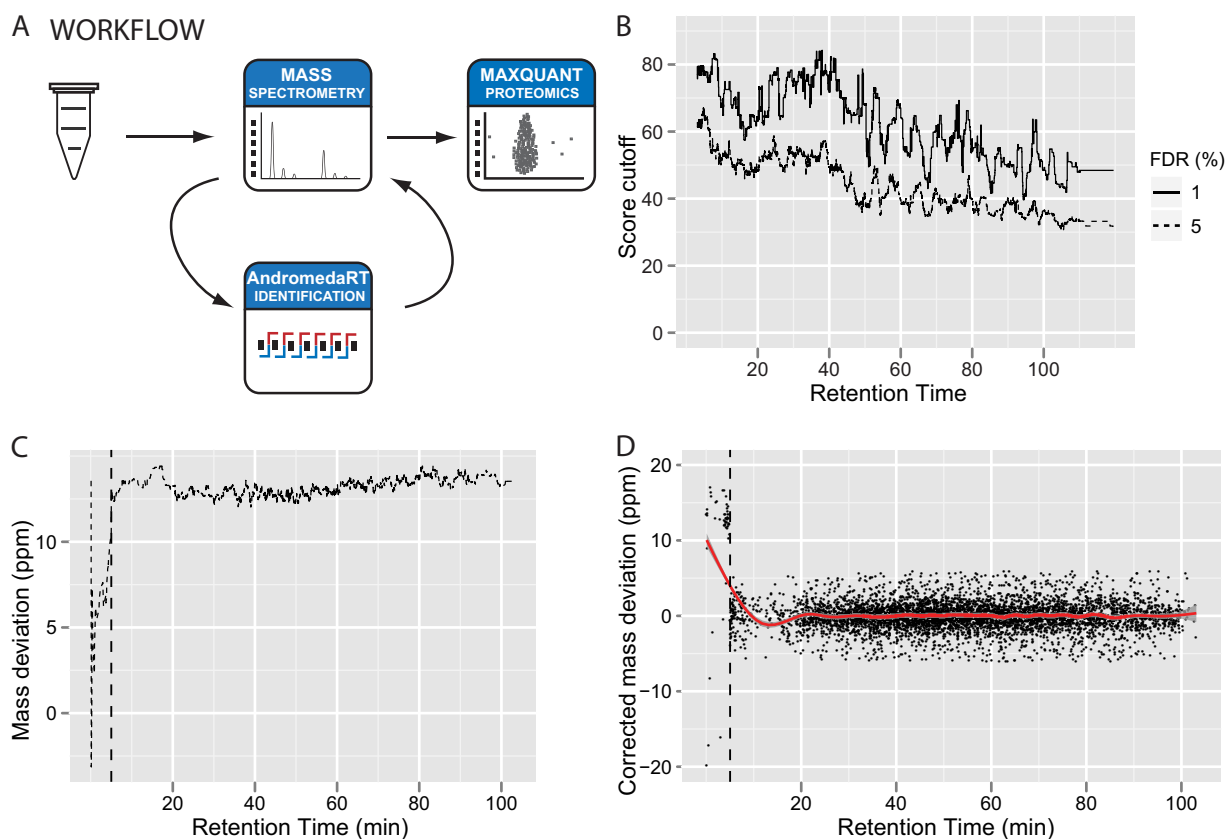 A WORKFLOW
MASS
SPECTROMETRY
MAXQUANT
PROTEOMICS
AndromedaRT
IDENTIFICATION
B
Score cutoff
80
60
40
20
0
20 40 60 80 100
Retention Time
FDR (%)
1
5
C
Mass deviation (ppm)
10
5
0
20 40 60 80 100
Retention Time (min)
D
Corrected mass deviation (ppm)
20
10
0
−10
−20
20 40 60 80 100
Retention Time (min)